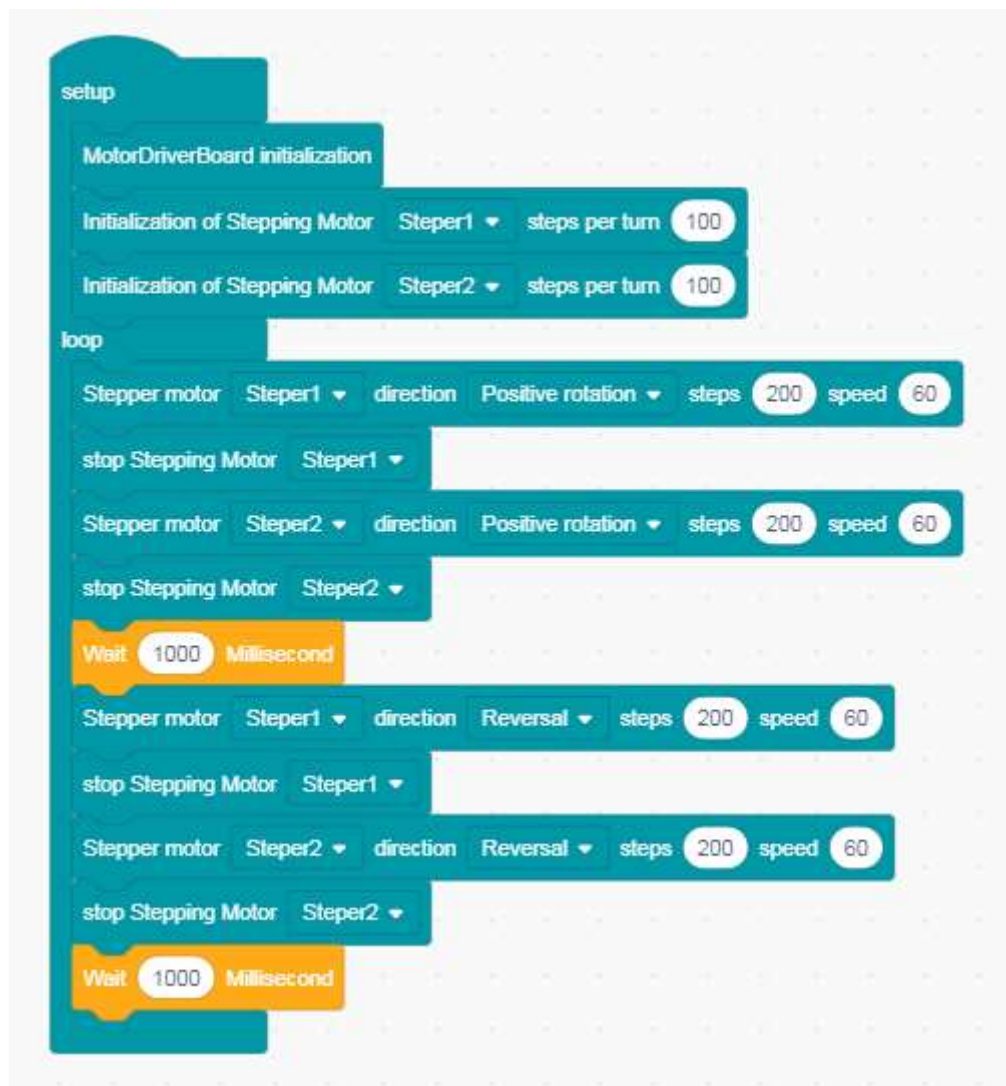 setup
MotorDriverBoard initialization
Initialization of Stepping Motor Steper1 steps per turn 100
Initialization of Stepping Motor Steper2 steps per turn 100
loop
Stepper motor Steper1 direction Positive rotation steps 200 speed 60
stop Stepping Motor Steper1
Stepper motor Steper2 direction Positive rotation steps 200 speed 60
stop Stepping Motor Steper2
Wait 1000 Millisecond
Stepper motor Steper1 direction Reversal steps 200 speed 60
stop Stepping Motor Steper1
Stepper motor Steper2 direction Reversal steps 200 speed 60
stop Stepping Motor Steper2
Wait 1000 Millisecond